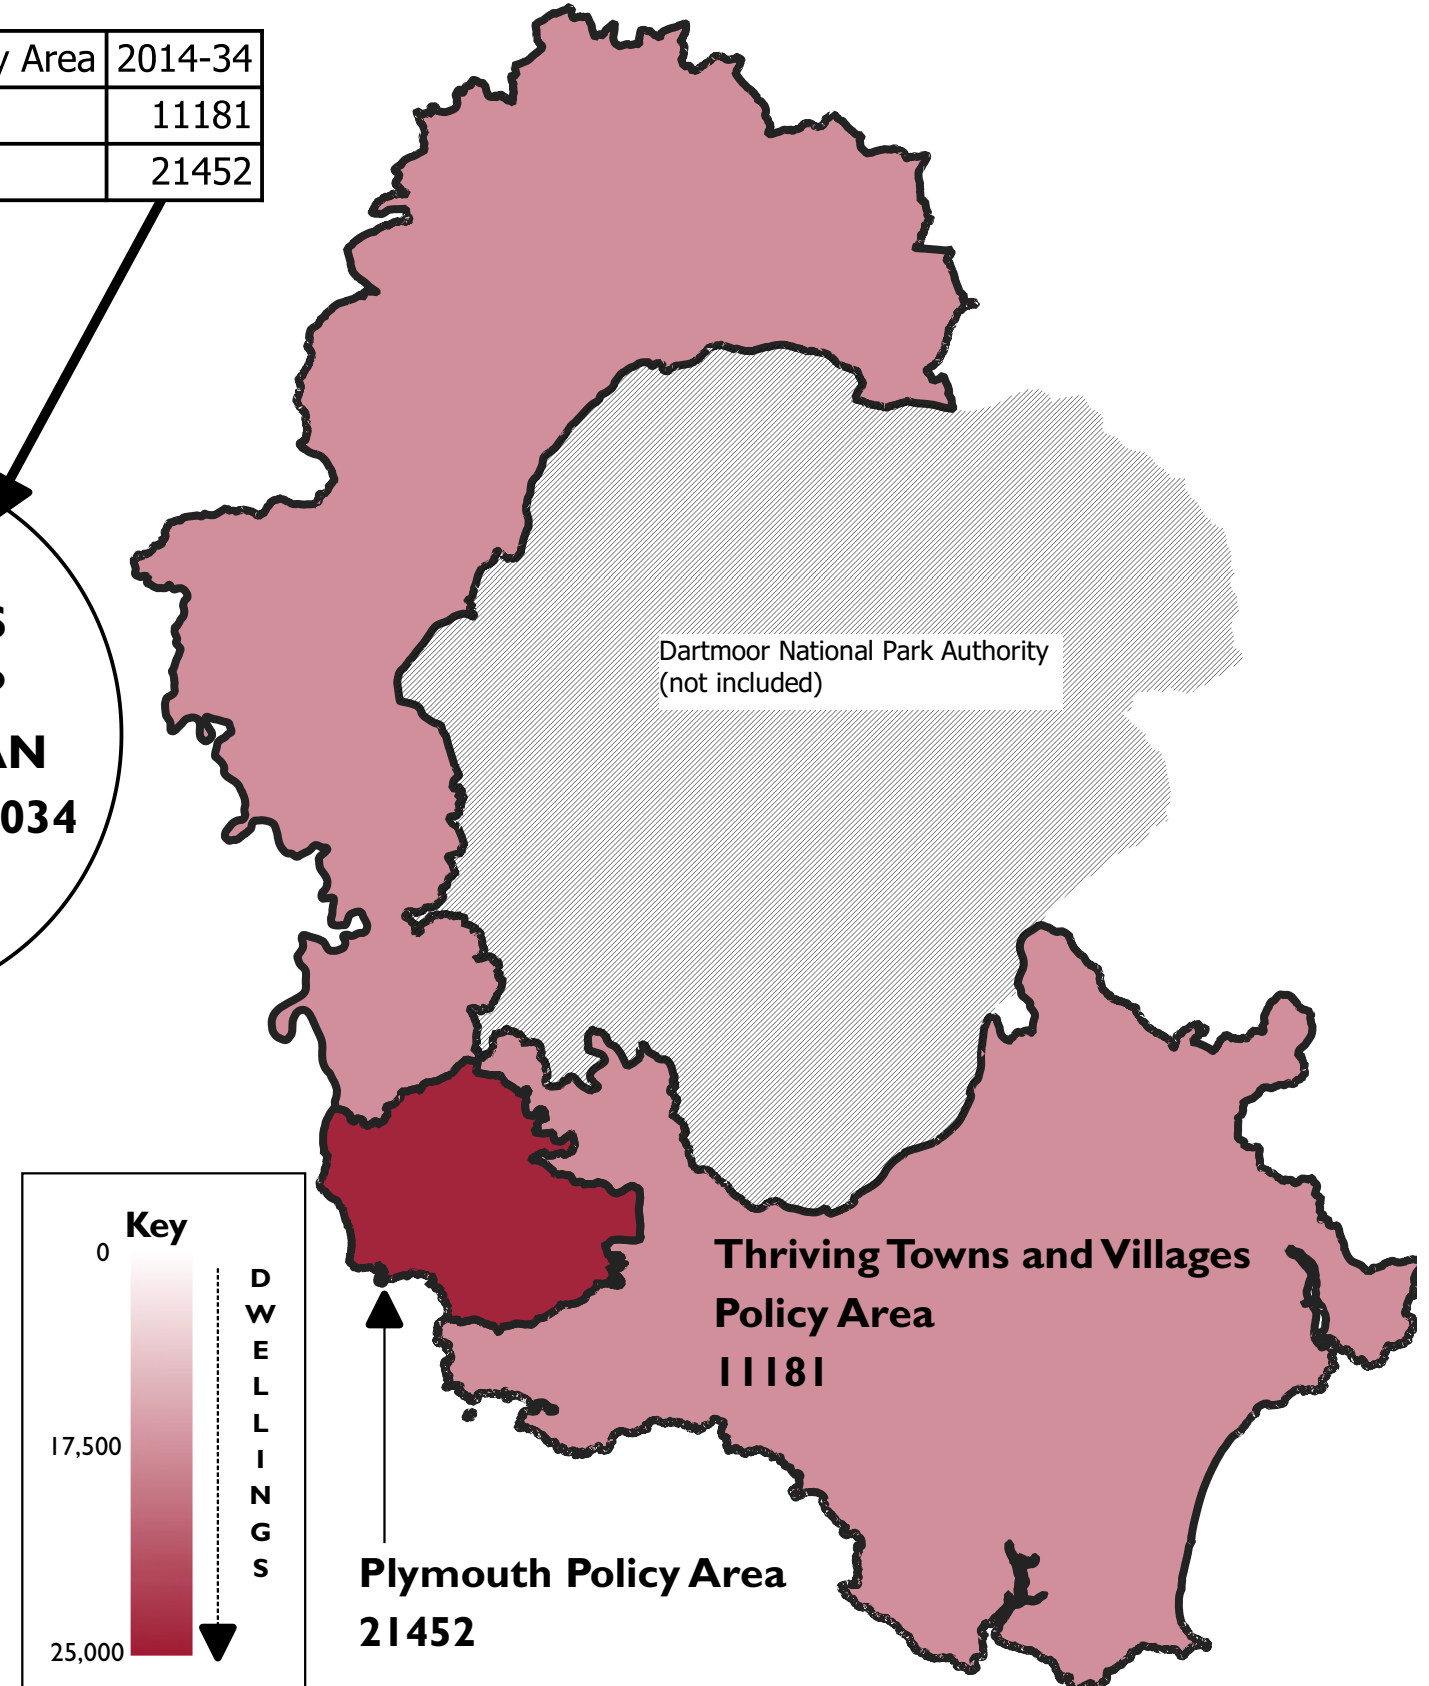 Area 2014-34
11181
21452
034
Dartmoor National Park Authority
(not included)
Thriving Towns and Villages
Policy Area
11181
Key
0
17,500
25,000
D
W
E
L
L
I
N
G
S
Plymouth Policy Area
21452